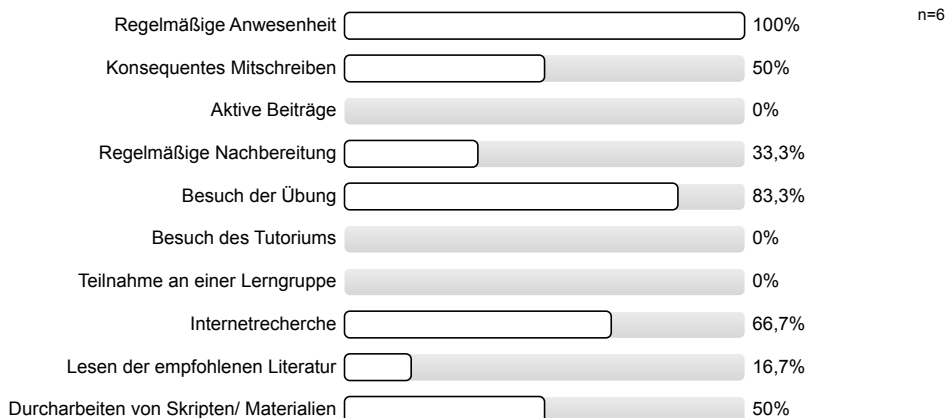 Regelmäßige Anwesenheit 100% n=6
Konsequentes Mitschreiben 50%
Aktive Beiträge 0%
Regelmäßige Nachbereitung 33,3%
Besuch der Übung 83,3%
Besuch des Tutoriums 0%
Teilnahme an einer Lerngruppe 0%
Internetrecherche 66,7%
Lesen der empfohlenen Literatur 16,7%
Durcharbeiten von Skripten/ Materialien 50%